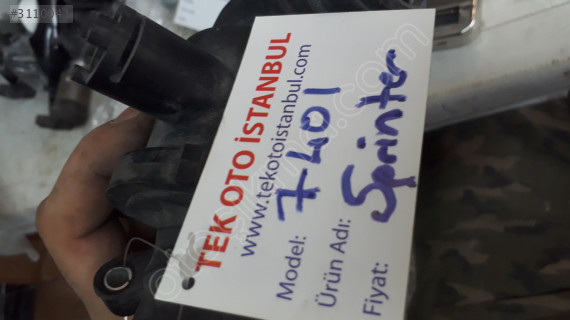 TEK OTO İSTANBUL
www.tekotoistanbul.com
Model: 7401
Ürün Adı: Sprinter
Fiyat: